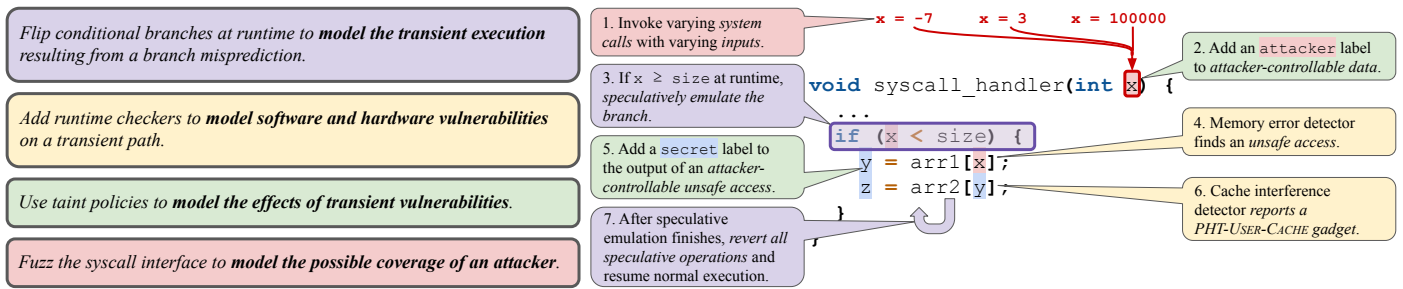 Flip conditional branches at runtime to model the transient execution
resulting from a branch misprediction.
Add runtime checkers to model software and hardware vulnerabilities
on a transient path.
Use taint policies to model the effects of transient vulnerabilities.
Fuzz the syscall interface to model the possible coverage of an attacker.
1. Invoke varying system
calls with varying inputs.
x = -7 x = 3 x = 100000
2. Add an attacker label
to attacker-controllable data.
3. If x ≥ size at runtime,
speculatively emulate the
branch.
void syscall_handler(int x) {
...
if (x < size) {
y = arr1[x];
z = arr2[y];
}
}
4. Memory error detector
finds an unsafe access.
5. Add a secret label to
the output of an attacker-
controllable unsafe access.
6. Cache interference
detector reports a
PHT-USER-CACHE gadget.
7. After speculative
emulation finishes, revert all
speculative operations and
resume normal execution.